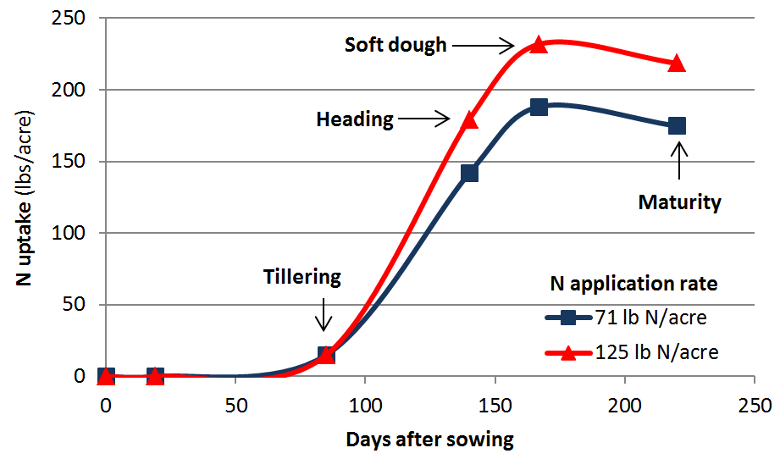 250
200
150
100
50
0
N uptake (lbs/acre)
Soft dough
Heading
Tillering
Maturity
N application rate
71 lb N/acre
125 lb N/acre
0 50 100 150 200 250
Days after sowing